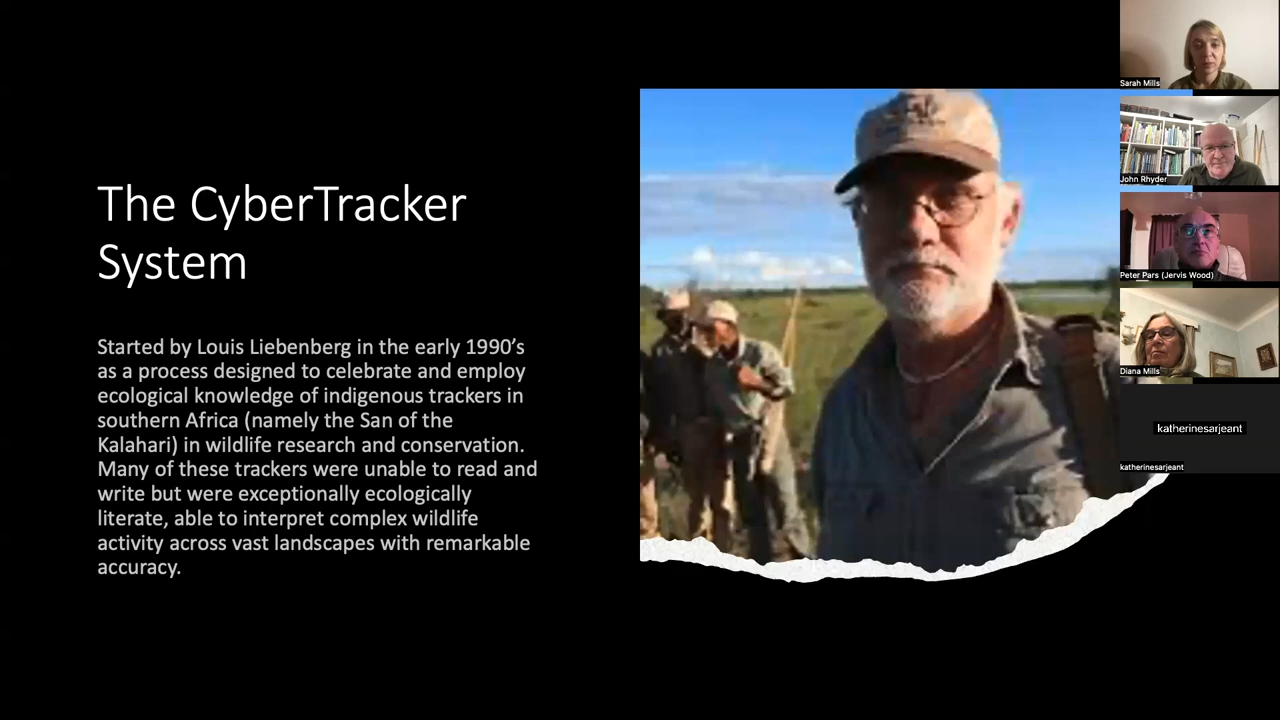 The CyberTracker
System
Started by Louis Liebenberg in the early 1990’s
as a process designed to celebrate and employ
ecological knowledge of indigenous trackers in
southern Africa (namely the San of the
Kalahari) in wildlife research and conservation.
Many of these trackers were unable to read and
write but were exceptionally ecologically
literate, able to interpret complex wildlife
activity across vast landscapes with remarkable
accuracy.
Sarah Mills
John Rhyder
Peter Pars (Jervis Wood)
Diana Mills
katherinesarjeant
katherinesarjeant